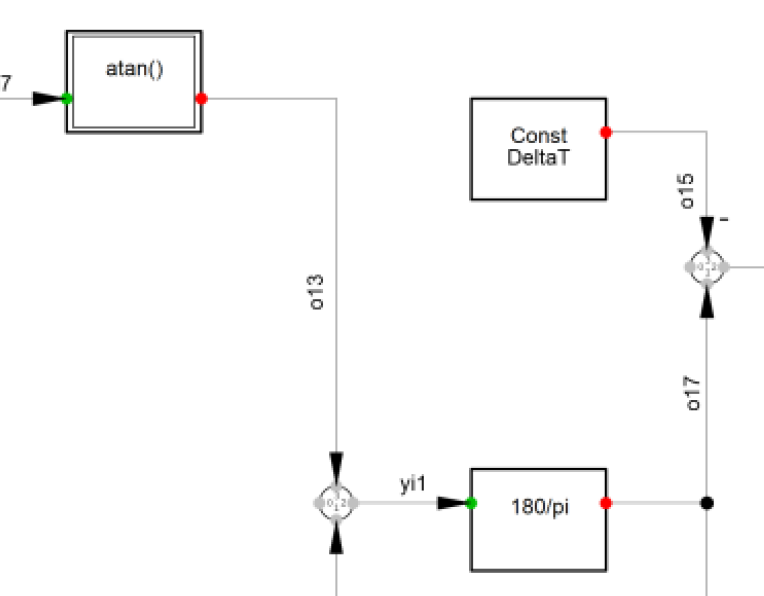 7
atan()
Const
DeltaT
o15
-
o13
o17
yi1
180/pi